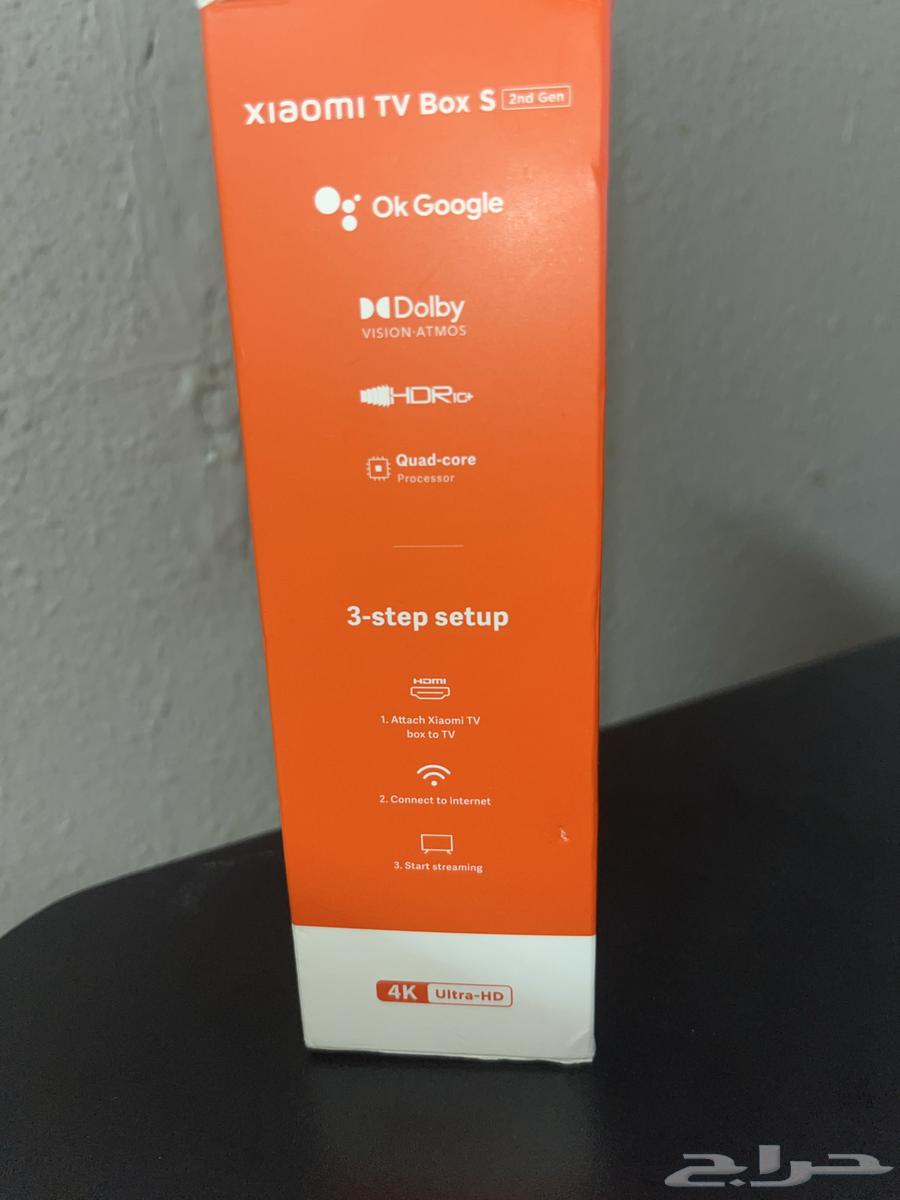 xiaomi TV Box S 2nd Gen
Ok Google
Dolby
VISION·ATMOS
HDR10+
Quad-core
Processor
3-step setup
HDMI
1. Attach Xiaomi TV
box to TV
2. Connect to internet
3. Start streaming
4K Ultra-HD
حراج